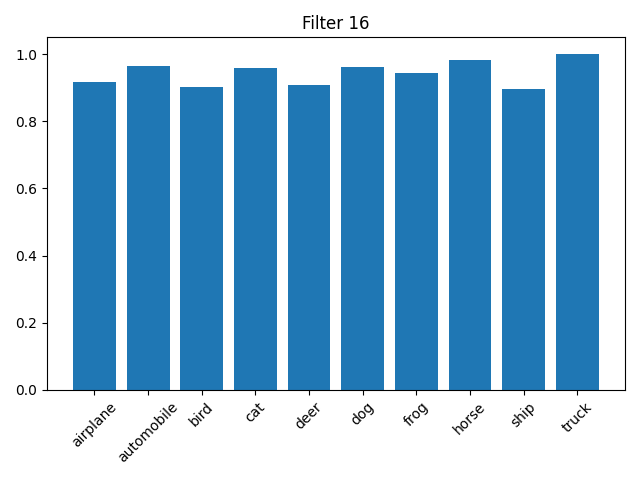 Filter 16
1.0
0.8
0.6
0.4
0.2
0.0
airplane
automobile
bird
cat
deer
dog
frog
horse
ship
truck